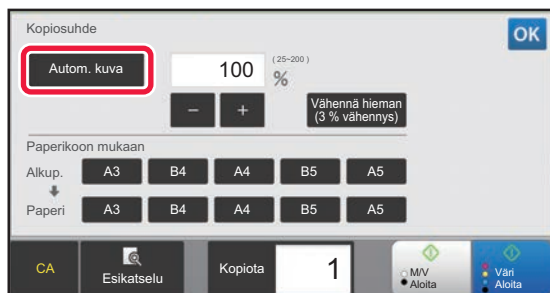 Kopiosuhde
OK
Autom. kuva
100
(25~200)
%
−
+
Vähennä hieman
(3 % vähennys)
Paperikoon mukaan
Alkup.
A3
B4
A4
B5
A5
Paperi
A3
B4
A4
B5
A5
CA
Esikatselu
Kopiota
1
M/V
Aloita
Väri
Aloita